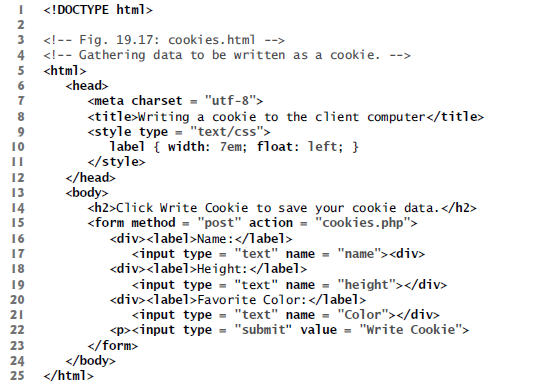 1 <!DOCTYPE html>
2
3 <!-- Fig. 19.17: cookies.html -->
4 <!-- Gathering data to be written as a cookie. -->
5 <html>
6 <head>
7 <meta charset = "utf-8">
8 <title>Writing a cookie to the client computer</title>
9 <style type = "text/css">
10 label { width: 7em; float: left; }
11 </style>
12 </head>
13 <body>
14 <h2>Click Write Cookie to save your cookie data.</h2>
15 <form method = "post" action = "cookies.php">
16 <div><label>Name:</label>
17 <input type = "text" name = "name"><div>
18 <div><label>Height:</label>
19 <input type = "text" name = "height"></div>
20 <div><label>Favorite Color:</label>
21 <input type = "text" name = "Color"></div>
22 <p><input type = "submit" value = "Write Cookie">
23 </form>
24 </body>
25 </html>